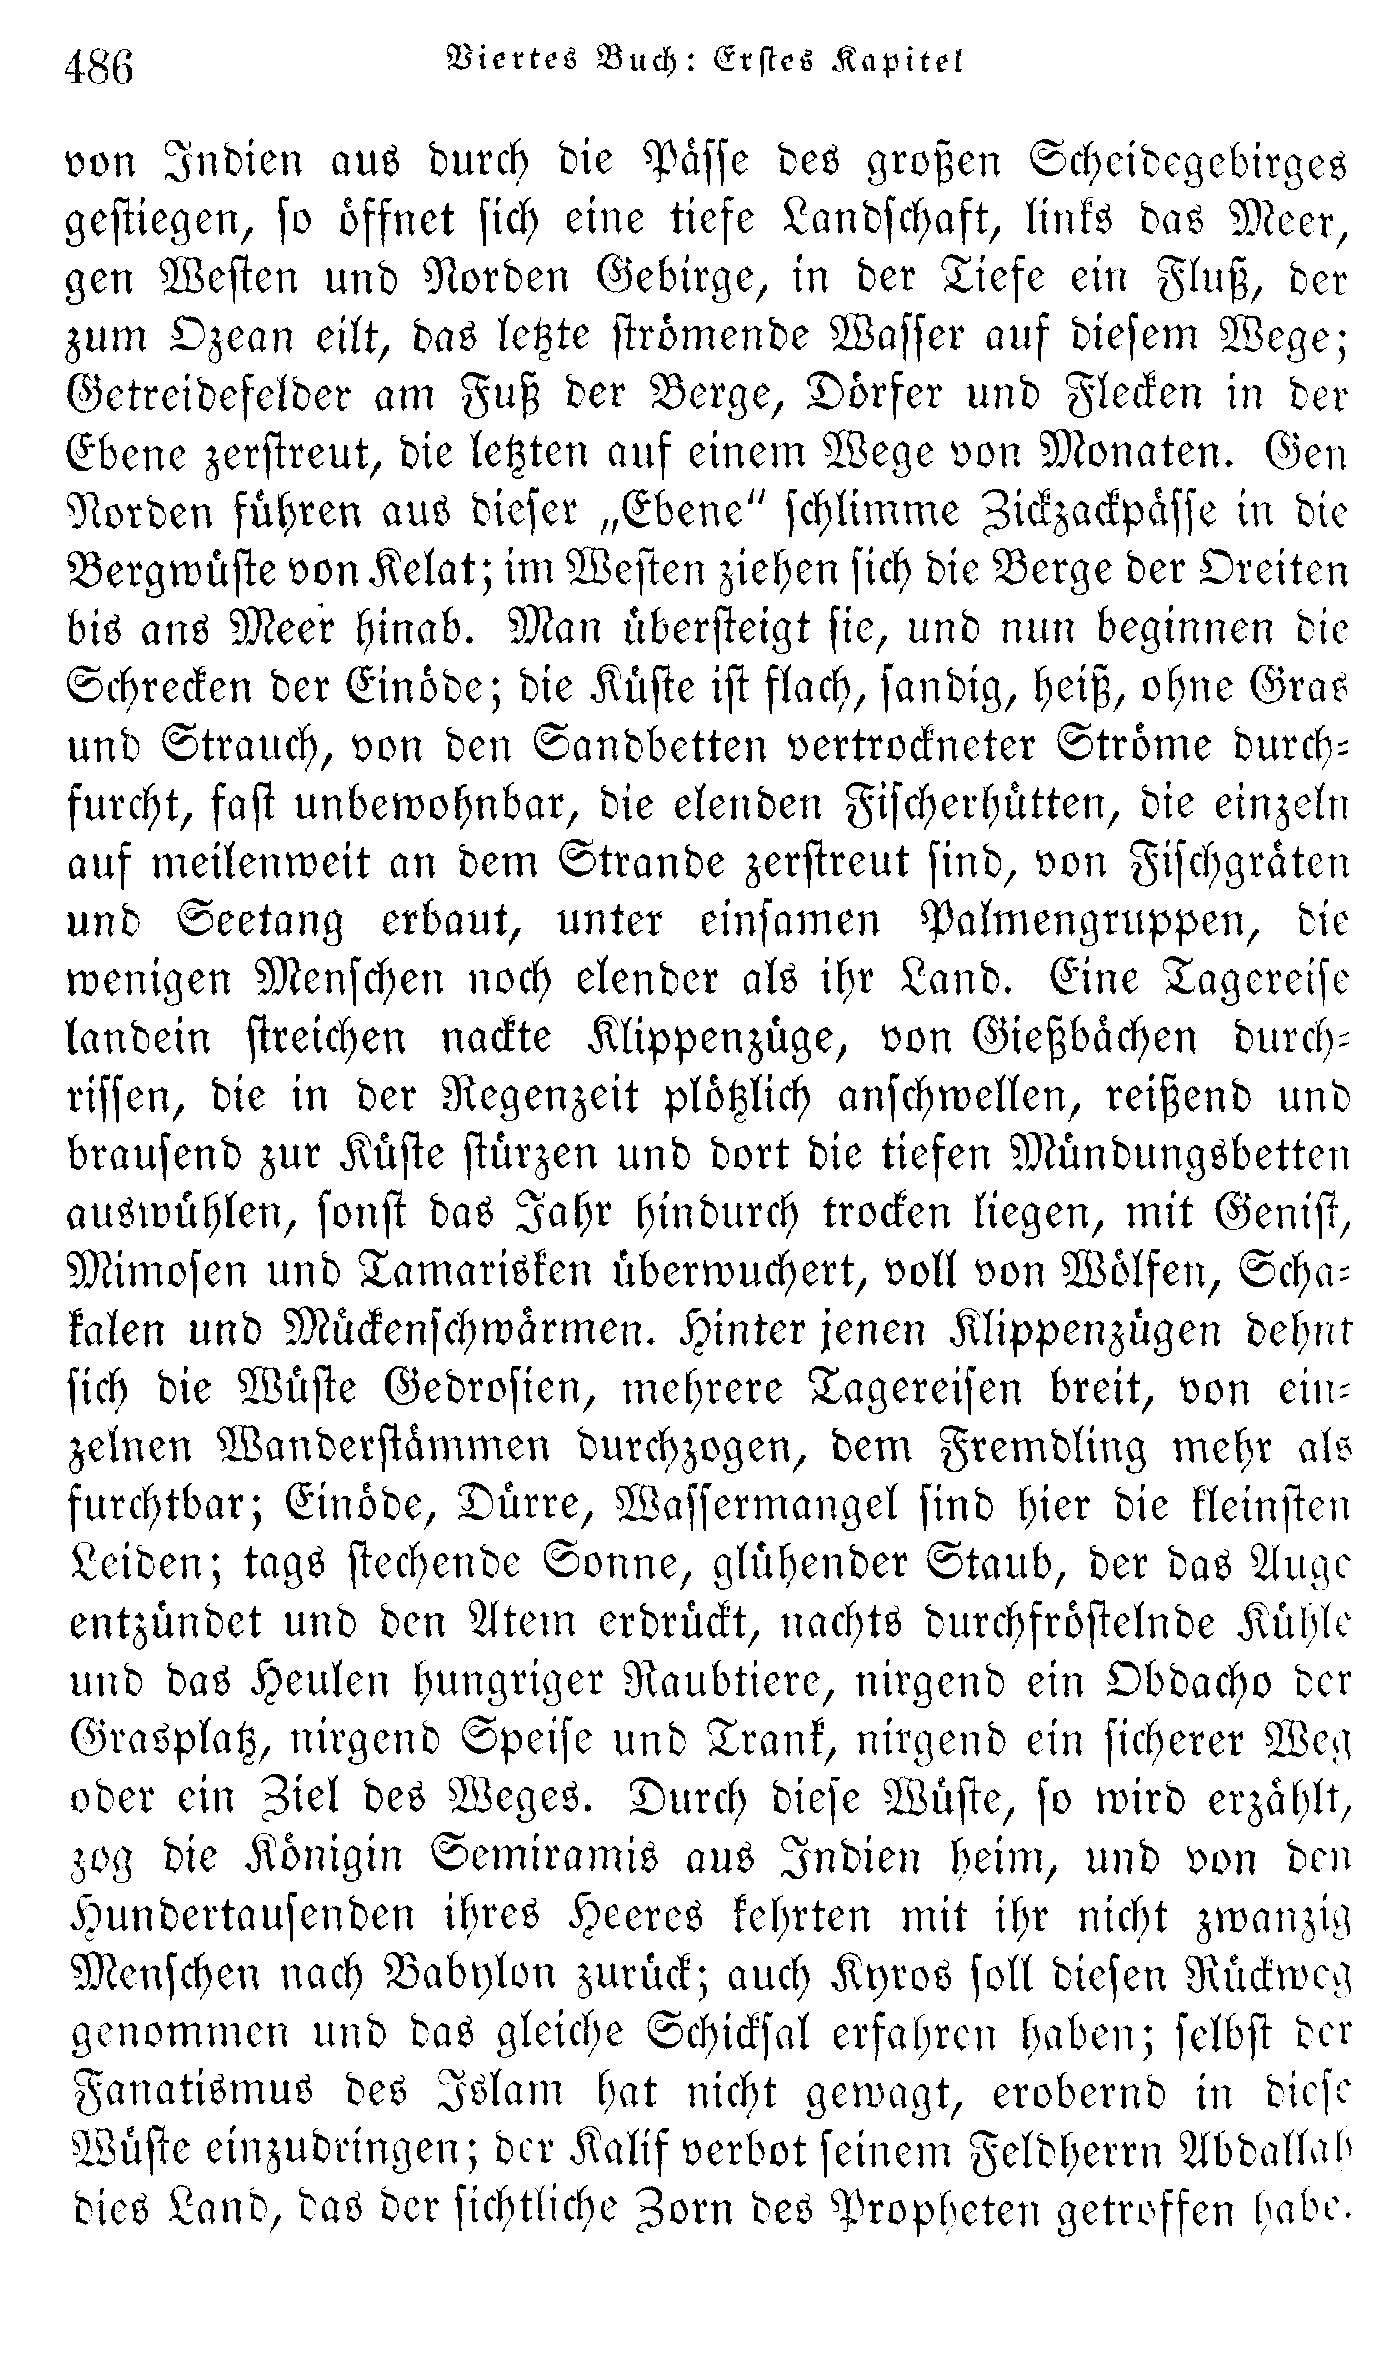 486
Viertes Buch: Erstes Kapitel
von Indien aus durch die Pässe des großen Scheidegebirges
gestiegen, so öffnet sich eine tiefe Landschaft, links das Meer,
gen Westen und Norden Gebirge, in der Tiefe ein Fluß, der
zum Ozean eilt, das letzte strömende Wasser auf diesem Wege;
Getreidefelder am Fuß der Berge, Dörfer und Flecken in der
Ebene zerstreut, die letzten auf einem Wege von Monaten. Gen
Norden führen aus dieser „Ebene“ schlimme Zickzackpässe in die
Bergwüste von Kelat; im Westen ziehen sich die Berge der Oreiten
bis ans Meer hinab. Man übersteigt sie, und nun beginnen die
Schrecken der Einöde; die Küste ist flach, sandig, heiß, ohne Gras
und Strauch, von den Sandbetten vertrockneter Ströme durch-
furcht, fast unbewohnbar, die elenden Fischerhütten, die einzeln
auf meilenweit an dem Strande zerstreut sind, von Fischgräten
und Seetang erbaut, unter einsamen Palmengruppen, die
wenigen Menschen noch elender als ihr Land. Eine Tagereise
landein streichen nackte Klippenzüge, von Gießbächen durch-
rissen, die in der Regenzeit plötzlich anschwellen, reißend und
brausend zur Küste stürzen und dort die tiefen Mündungsbetten
auswühlen, sonst das Jahr hindurch trocken liegen, mit Genist,
Mimosen und Tamarisken überwuchert, voll von Wölfen, Scha-
kalen und Mückenschwärmen. Hinter jenen Klippenzügen dehnt
sich die Wüste Gedrosien, mehrere Tagereisen breit, von ein-
zelnen Wanderstämmen durchzogen, dem Fremdling mehr als
furchtbar; Einöde, Dürre, Wassermangel sind hier die kleinsten
Leiden; tags stechende Sonne, glühender Staub, der das Auge
entzündet und den Atem erdrückt, nachts durchfröstelnde Kühle
und das Heulen hungriger Raubtiere, nirgend ein Obdacho der
Grasplatz, nirgend Speise und Trank, nirgend ein sicherer Weg
oder ein Ziel des Weges. Durch diese Wüste, so wird erzählt,
zog die Königin Semiramis aus Indien heim, und von den
Hunderttausenden ihres Heeres kehrten mit ihr nicht zwanzig
Menschen nach Babylon zurück; auch Kyros soll diesen Rückweg
genommen und das gleiche Schicksal erfahren haben; selbst der
Fanatismus des Islam hat nicht gewagt, erobernd in diese
Wüste einzudringen; der Kalif verbot seinem Feldherrn Abdallah
dies Land, das der sichtliche Zorn des Propheten getroffen habe.